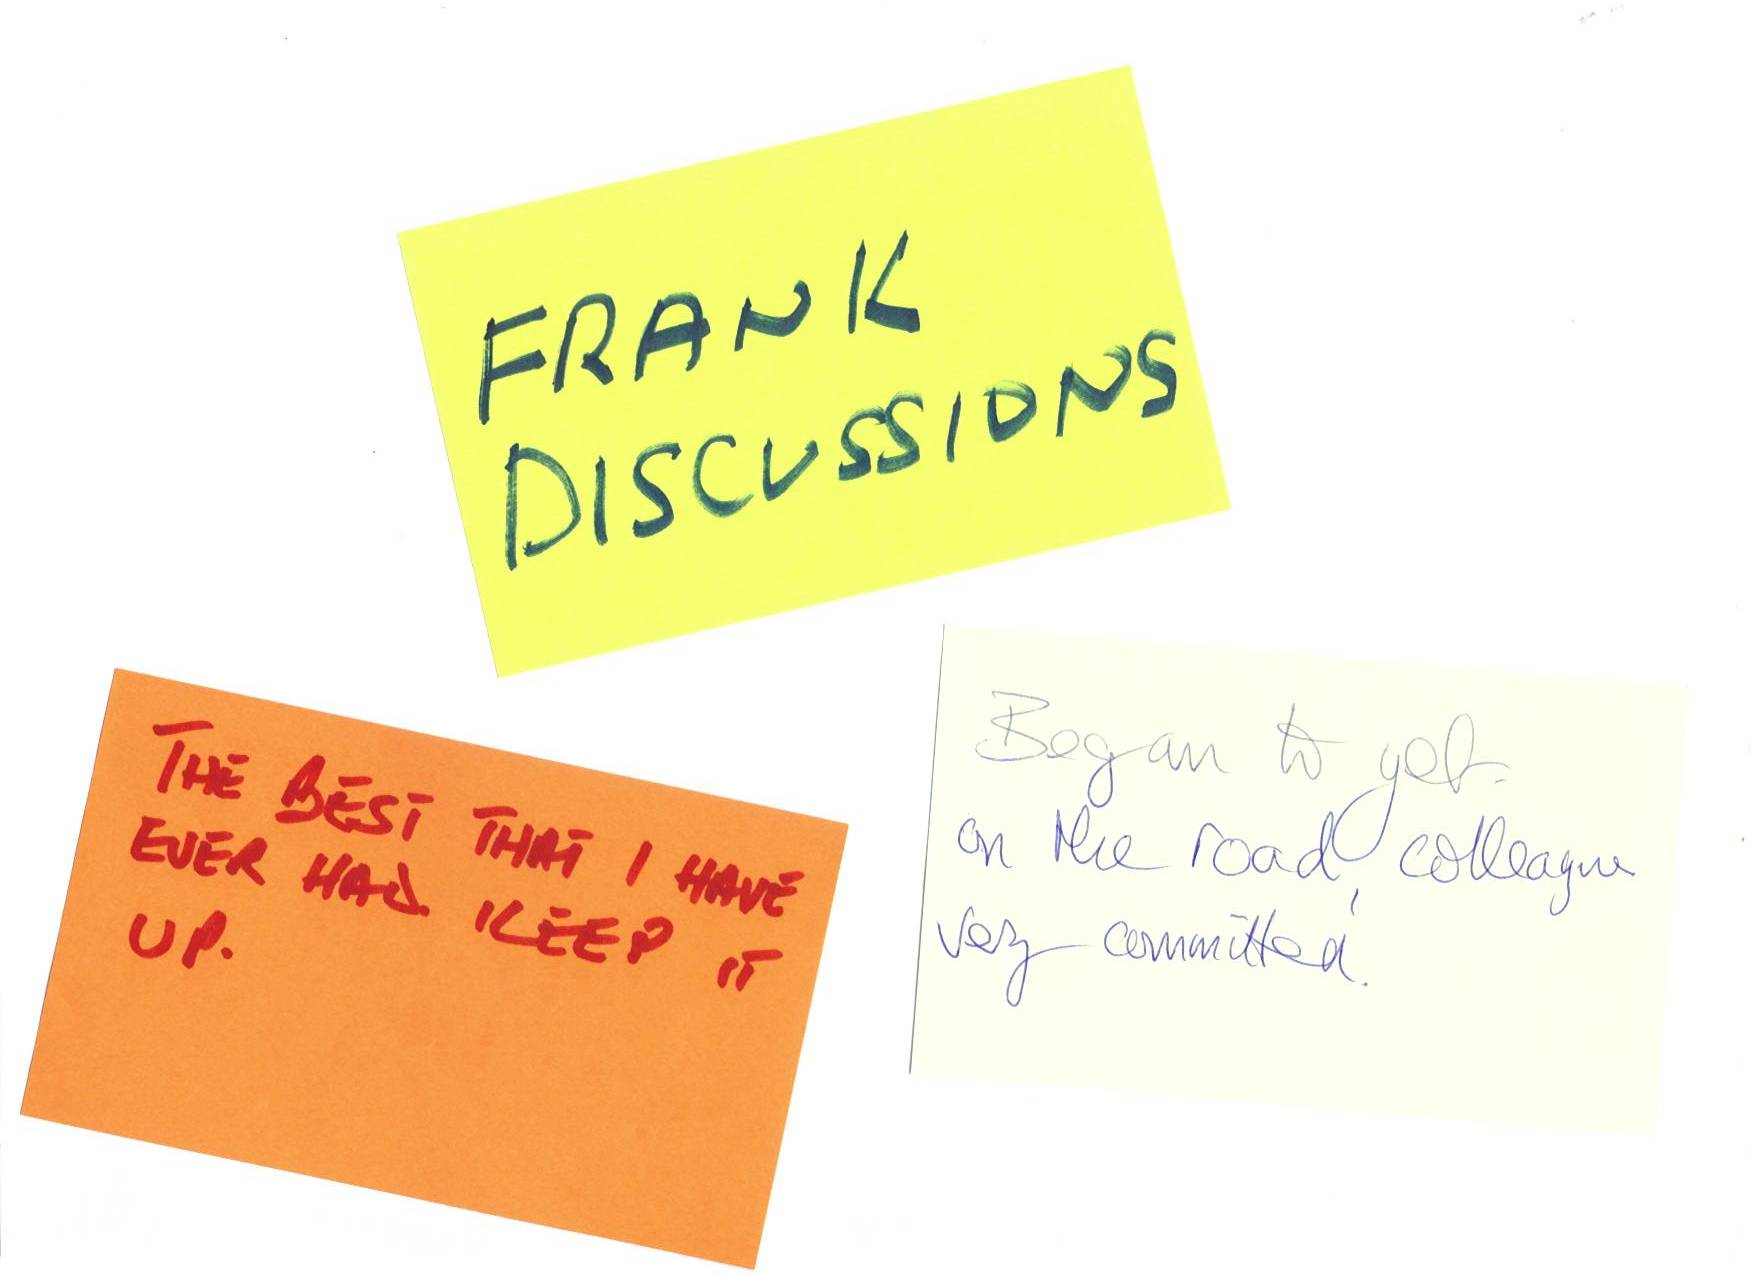 FRANK
DISCUSSIONS
THE BEST THAT I HAVE
EVER HAD. KEEP IT
UP.
Began to get
on the road, colleague
very committed.